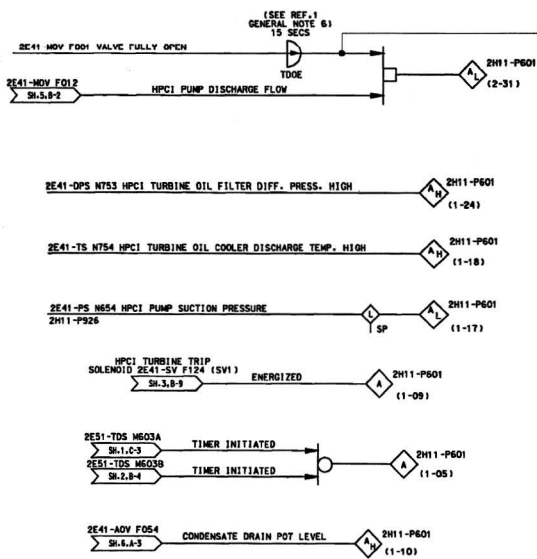 (SEE REF.1
GENERAL NOTE 6)
15 SECS
2E41-MOV F001 VALVE FULLY OPEN
TDOE
2E41-MOV F012
SH.5,B-2
HPCI PUMP DISCHARGE FLOW
AL
2H11-P601
(2-31)
2E41-DPS N753 HPCI TURBINE OIL FILTER DIFF. PRESS. HIGH
AH
2H11-P601
(1-24)
2E41-TS N754 HPCI TURBINE OIL COOLER DISCHARGE TEMP. HIGH
AH
2H11-P601
(1-18)
2E41-PS N654 HPCI PUMP SUCTION PRESSURE
2H11-P926
L
SP
AL
2H11-P601
(1-17)
HPCI TURBINE TRIP
SOLENOID 2E41-SV F124 (SV1)
SH.3,B-9
ENERGIZED
A
2H11-P601
(1-09)
2E51-TDS M603A
SH.1,C-3
TIMER INITIATED
2E51-TDS M603B
SH.2,B-4
TIMER INITIATED
A
2H11-P601
(1-05)
2E41-AOV F054
SH.6,A-3
CONDENSATE DRAIN POT LEVEL
AH
2H11-P601
(1-10)